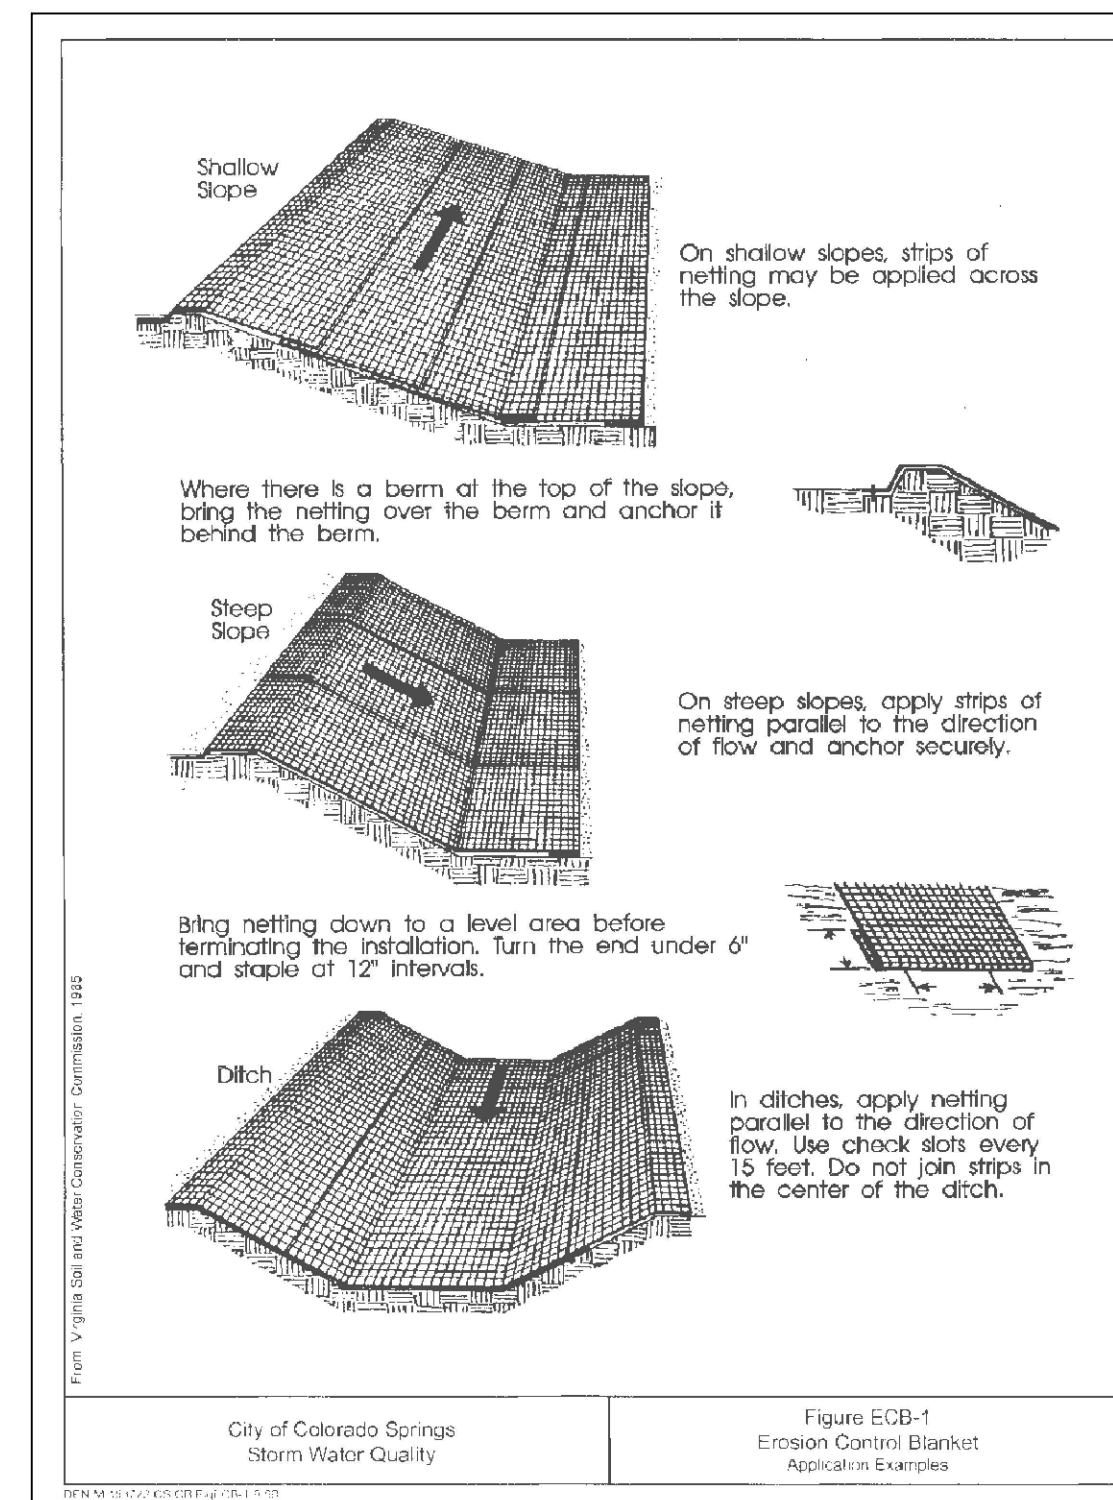 Shallow
Slope
On shallow slopes, strips of
netting may be applied across
the slope.
Where there is a berm at the top of the slope,
bring the netting over the berm and anchor it
behind the berm.
Steep
Slope
On steep slopes, apply strips of
netting parallel to the direction
of flow and anchor securely.
Bring netting down to a level area before
terminating the installation. Turn the end under 6"
and staple at 12" intervals.
Ditch
In ditches, apply netting
parallel to the direction of
flow. Use check slots every
15 feet. Do not join strips in
the center of the ditch.
From Virginia Soil and Water Conservation Commission, 1985
City of Colorado Springs
Storm Water Quality
Figure ECB-1
Erosion Control Blanket
Application Examples